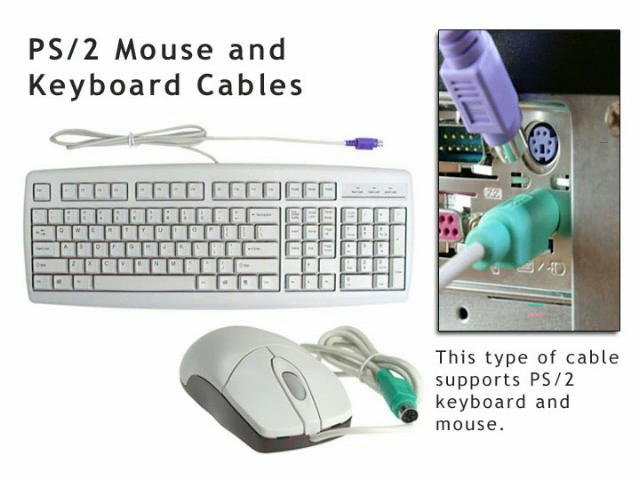 PS/2 Mouse and
Keyboard Cables
This type of cable
supports PS/2
keyboard and
mouse.